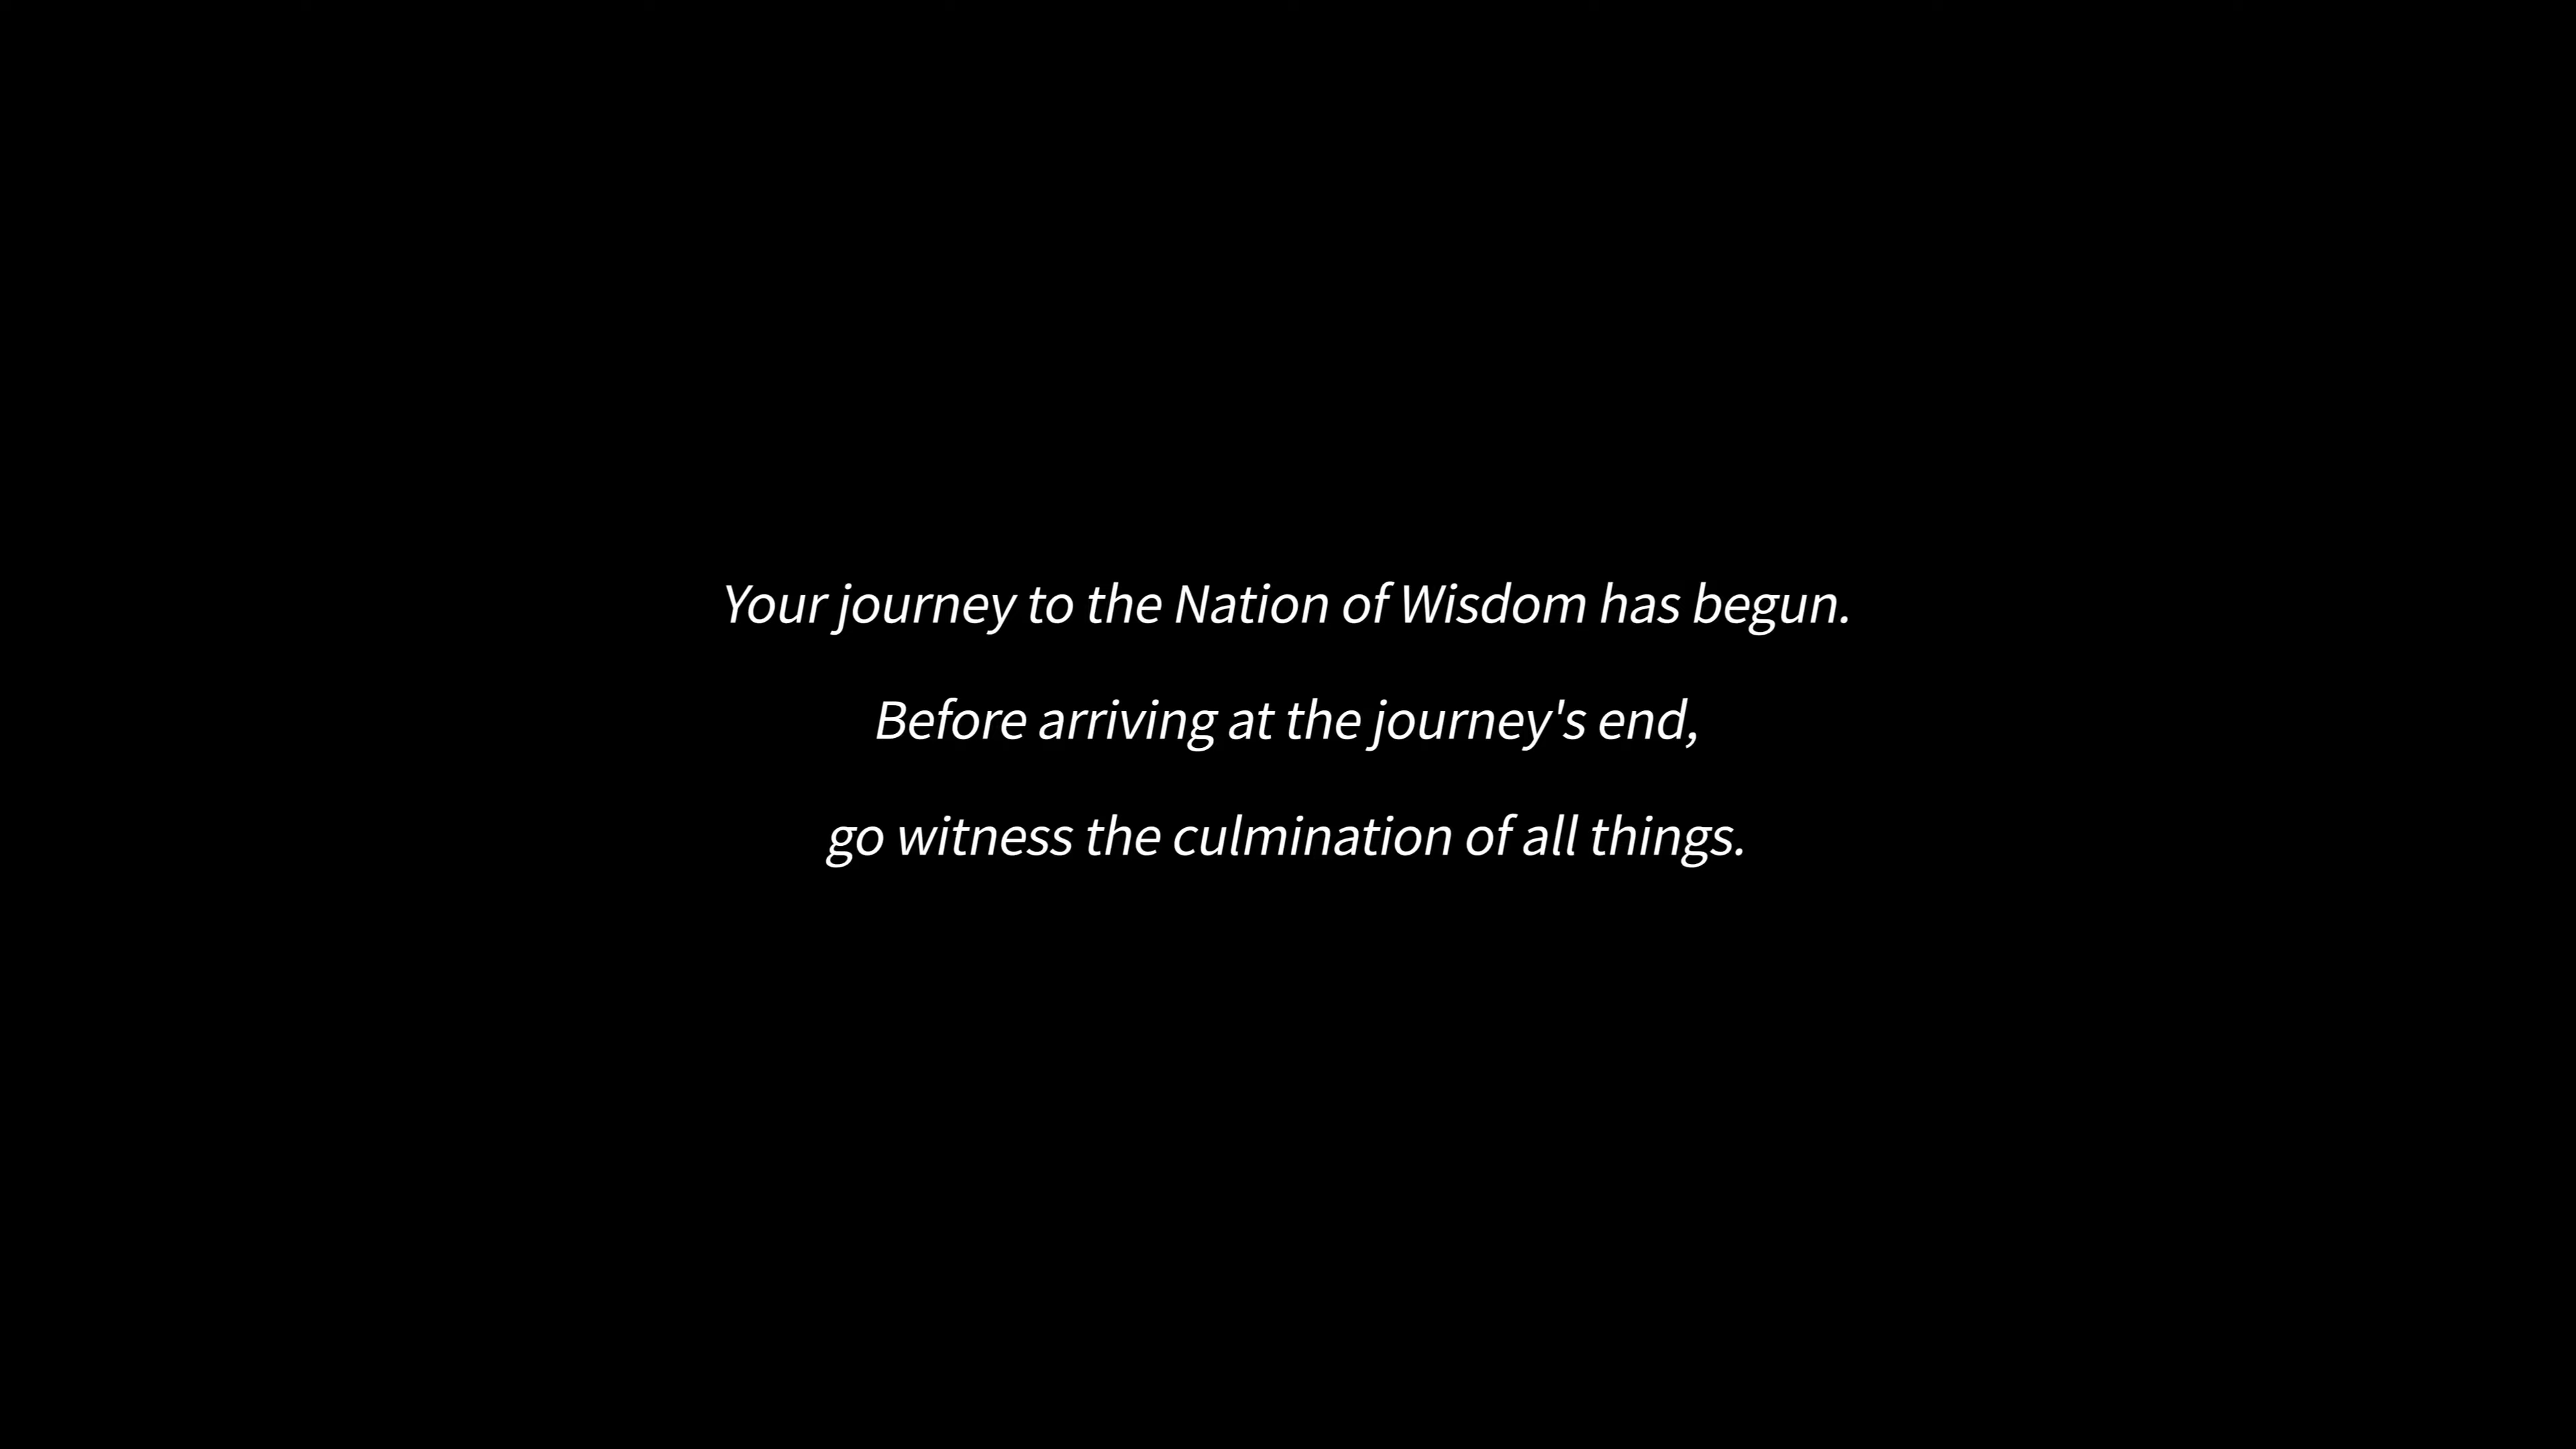 Your journey to the Nation of Wisdom has begun.
Before arriving at the journey's end,
go witness the culmination of all things.